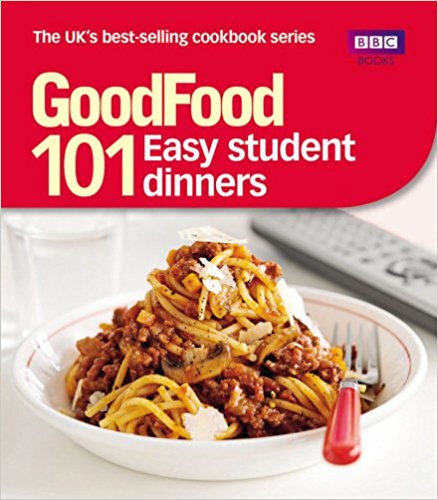 The UK's best-selling cookbook series
BBC
BOOKS
GoodFood
101 Easy student
dinners